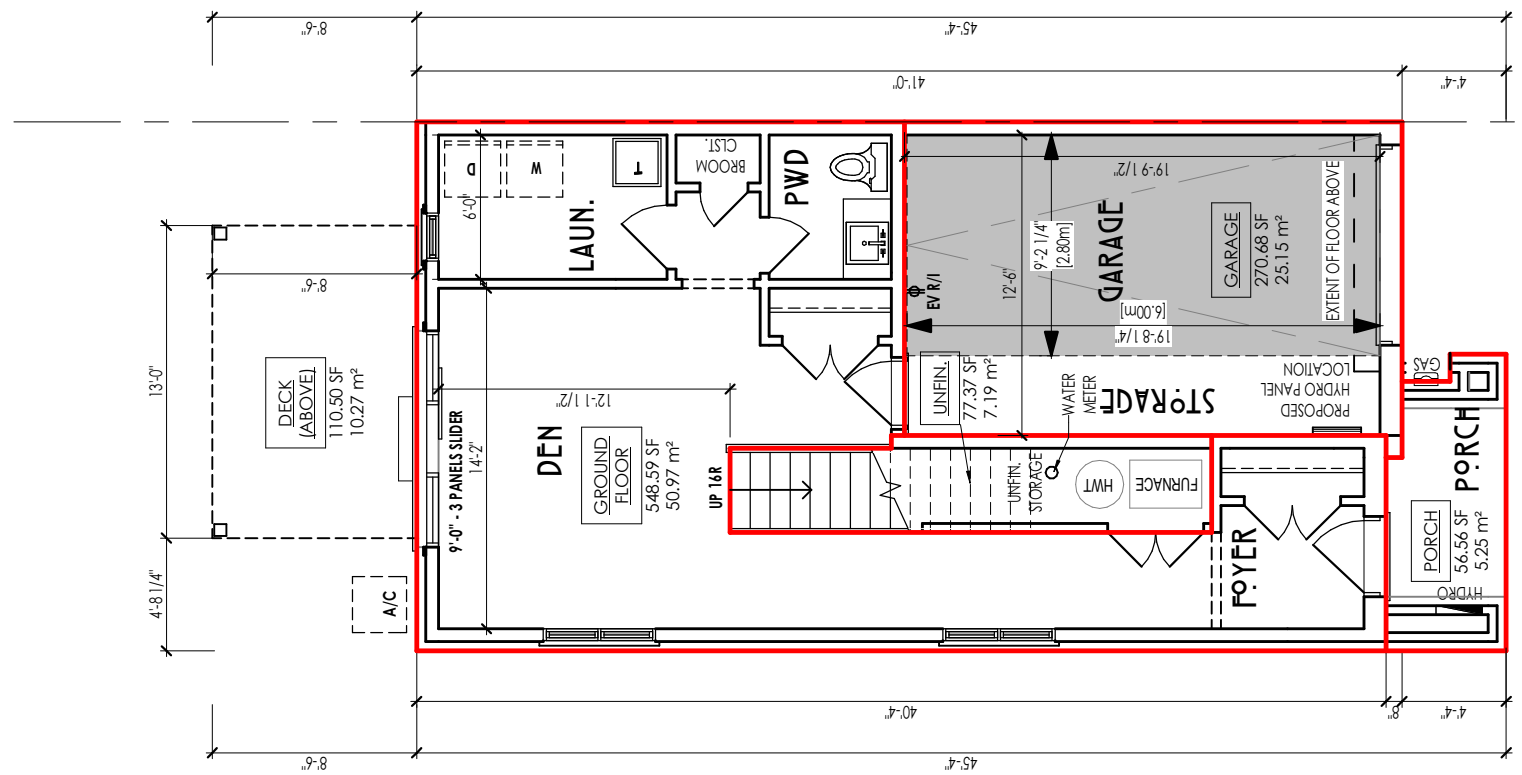 8'-6"
45'-4"
41'-0"
4'-4"
D
W
T
BROOM
CLST.
PWD
6'-0"
LAUN.
19'-9 1/2"
GARAGE
9'-2 1/4"
[2.80m]
12'-6"
GARAGE
270.68 SF
25.15 m²
EXTENT OF FLOOR ABOVE
EV R/I
[6.00m]
19'-8 1/4"
8'-6"
13'-0"
DECK
(ABOVE)
110.50 SF
10.27 m²
12'-1 1/2"
9'-0" - 3 PANELS SLIDER
14'-2"
DEN
GROUND
FLOOR
548.59 SF
50.97 m²
UP 16R
UNFIN.
77.37 SF
7.19 m²
WATER
METER
STORAGE
PROPOSED
HYDRO PANEL
LOCATION
GAS
UNFIN.
STORAGE
HWT
FURNACE
PORCH
FOYER
PORCH
56.56 SF
5.25 m²
HYDRO
4'-8 1/4"
A/C
40'-4"
8"
4'-4"
8'-6"
45'-4"